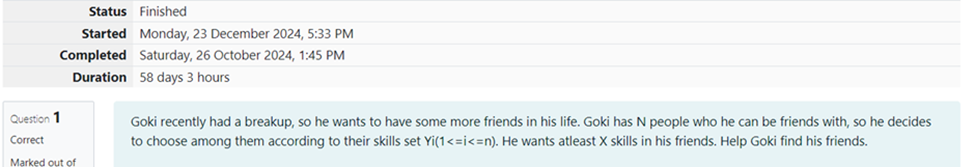 Status Finished
Started Monday, 23 December 2024, 5:33 PM
Completed Saturday, 26 October 2024, 1:45 PM
Duration 58 days 3 hours
Question 1
Correct
Marked out of
Goki recently had a breakup, so he wants to have some more friends in his life. Goki has N people who he can be friends with, so he decides
to choose among them according to their skills set Yi(1<=i<=n). He wants atleast X skills in his friends. Help Goki find his friends.